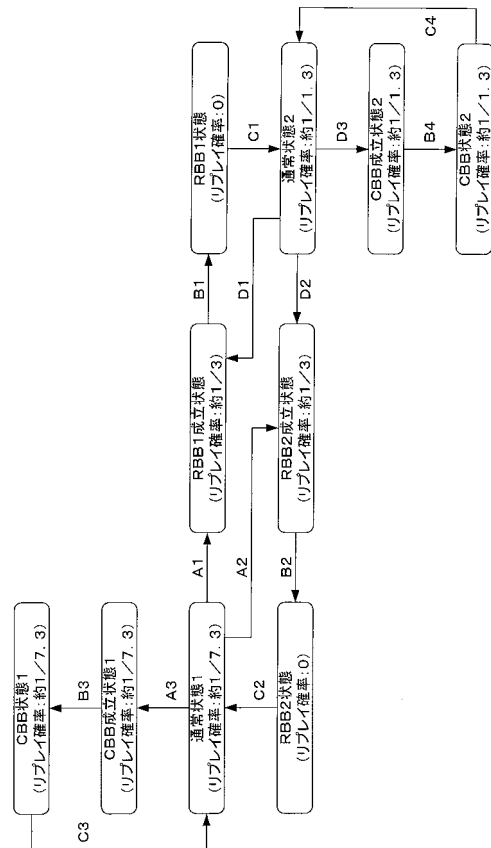 CBB状態1
(リプレイ確率:約1/7.3)
C3
B3
CBB成立状態1
(リプレイ確率:約1/7.3)
A3
通常状態1
(リプレイ確率:約1/7.3)
A1
A2
C2
RBB2状態
(リプレイ確率:0)
B2
RBB1成立状態
(リプレイ確率:約1/3)
RBB2成立状態
(リプレイ確率:約1/3)
B1
D1
D2
RBB1状態
(リプレイ確率:0)
C1
通常状態2
(リプレイ確率:約1/1.3)
D3
CBB成立状態2
(リプレイ確率:約1/1.3)
B4
CBB状態2
(リプレイ確率:約1/1.3)
C4